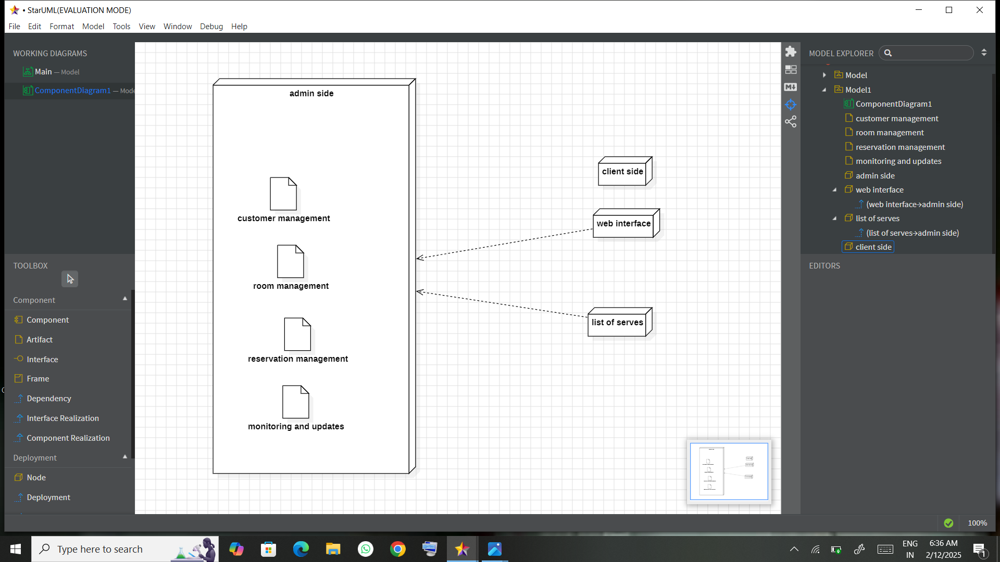 • StarUML(EVALUATION MODE)
File Edit Format Model Tools View Window Debug Help
WORKING DIAGRAMS
Main — Model
ComponentDiagram1 — Mode
TOOLBOX
Component
Component
Artifact
Interface
Frame
Dependency
Interface Realization
Component Realization
Deployment
Node
Deployment
admin side
customer management
room management
reservation management
monitoring and updates
client side
web interface
list of serves
MODEL EXPLORER
Model
Model1
ComponentDiagram1
customer management
room management
reservation management
monitoring and updates
admin side
web interface
(web interface→admin side)
list of serves
(list of serves→admin side)
client side
EDITORS
100%
Type here to search
ENG
IN
6:36 AM
2/12/2025
1